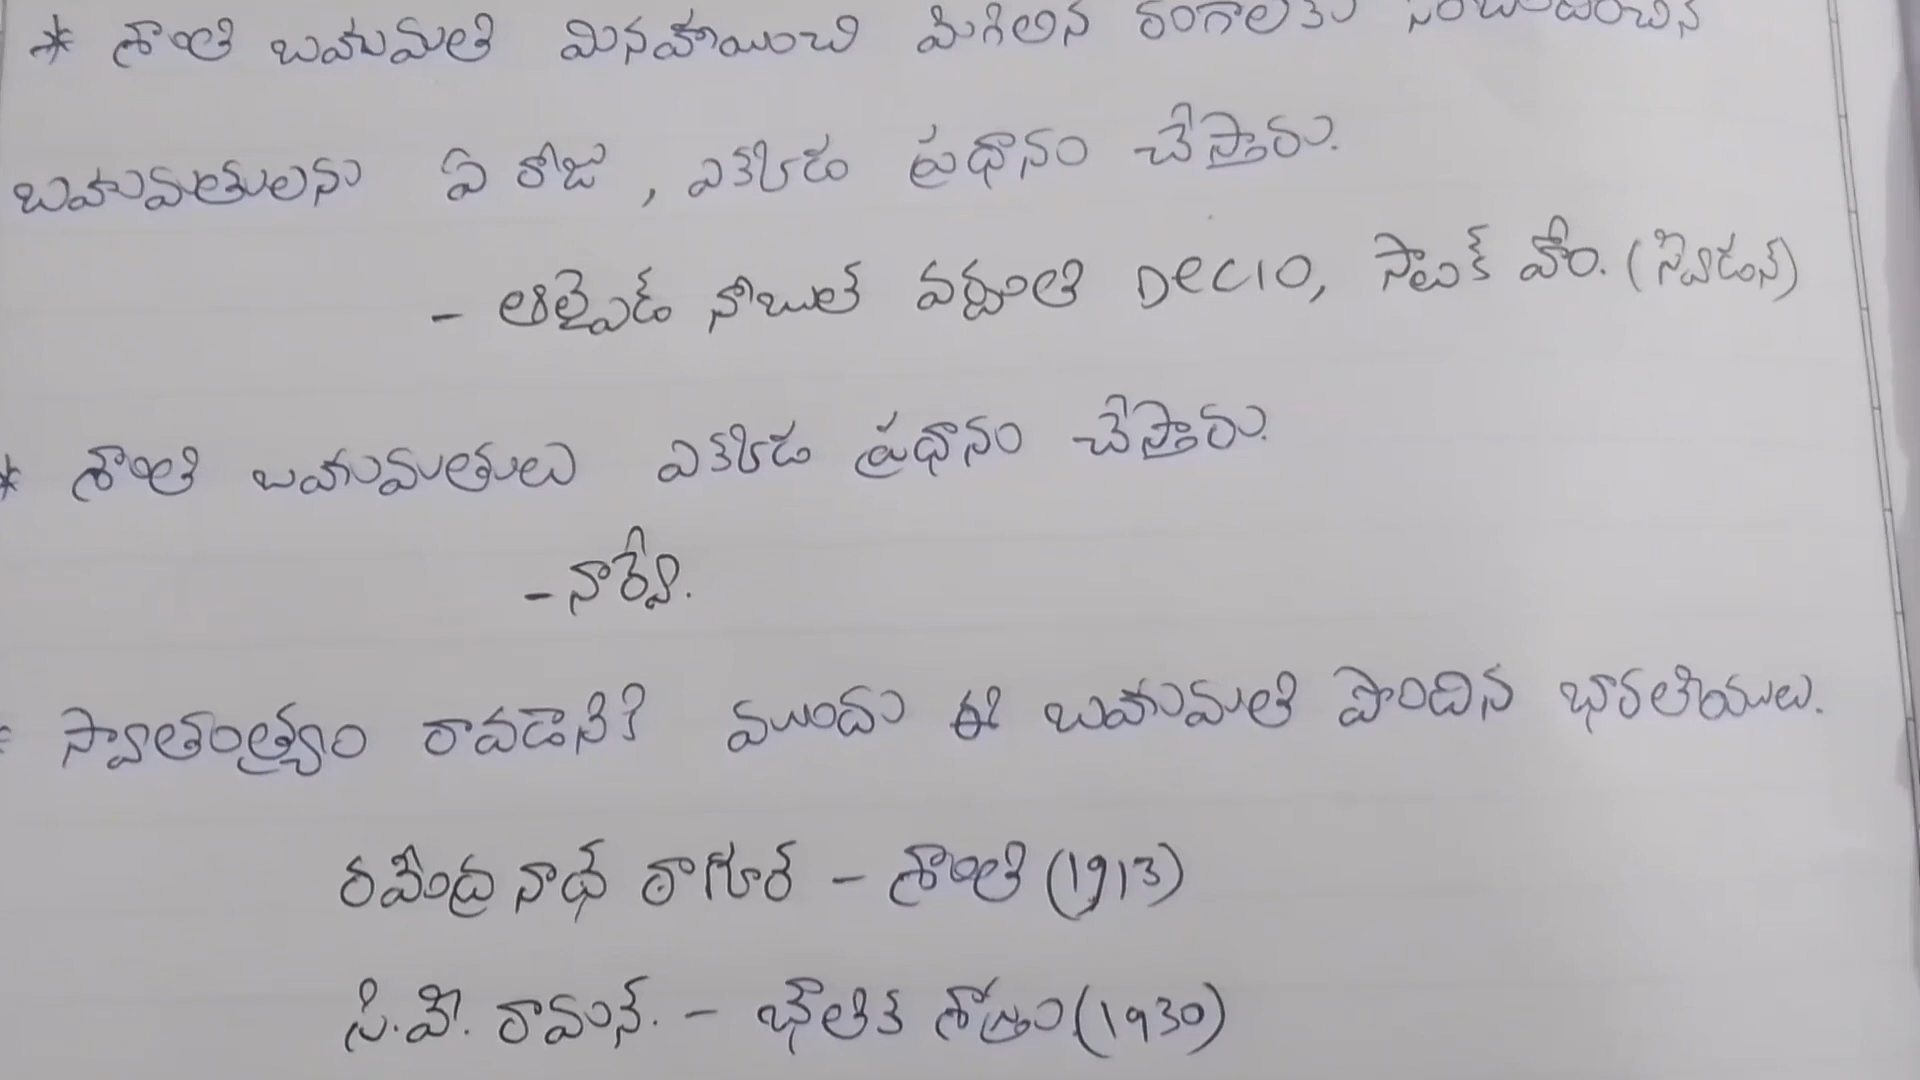 * శాంతి బహుమతి మినహాయించి మిగిలిన రంగాలకు సంబంధించిన
బహుమతులను ఏ రోజు , ఎక్కడ ప్రధానం చేస్తారు.
- ఆల్ఫ్రైడ్ నోబుల్ వర్ధంతి DEC10, స్టాక్ హోం. (స్వీడన్)
* శాంతి బహుమతులు ఎక్కడ ప్రధానం చేస్తారు.
- నార్వే.
* స్వాతంత్ర్యం రావడానికి ముందు ఈ బహుమతి పొందిన భారతీయులు.
రవీంద్ర నాథ్ ఠాగూర్ - శాంతి (1913)
సి.వి. రామన్. - భౌతిక శాస్త్రం (1930)